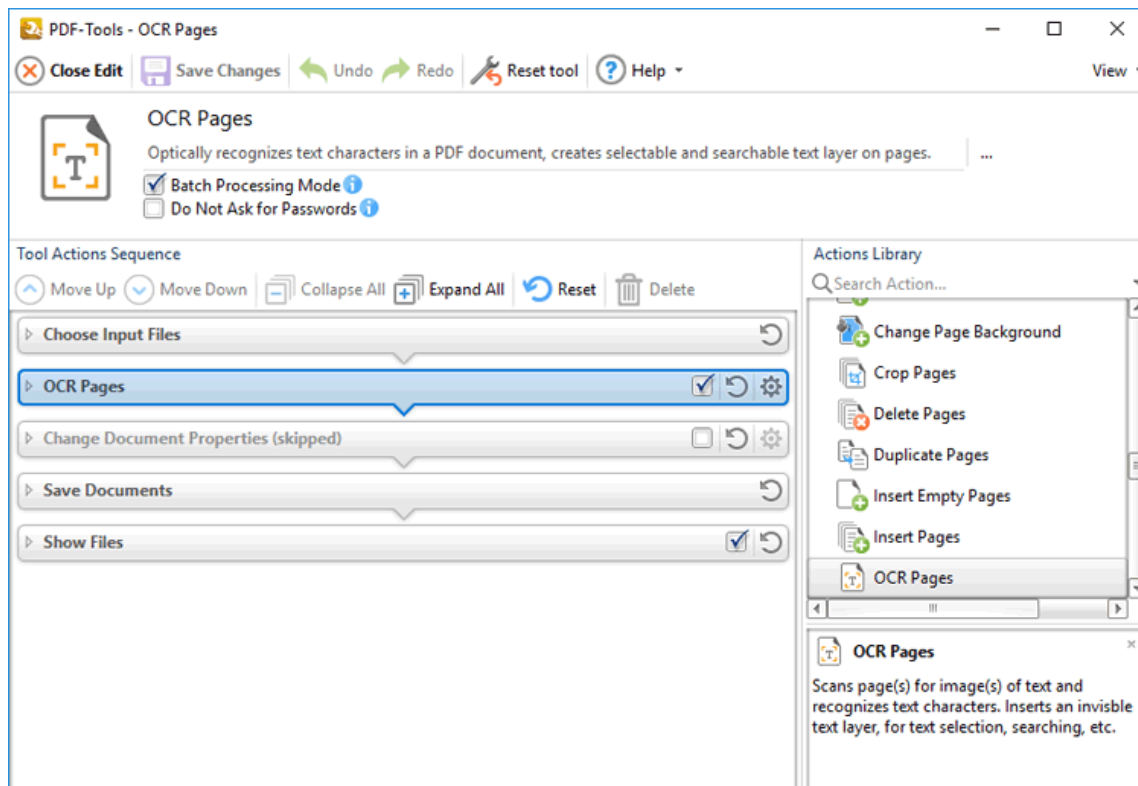 PDF-Tools - OCR Pages
Close Edit Save Changes Undo Redo Reset tool ? Help View
OCR Pages
Optically recognizes text characters in a PDF document, creates selectable and searchable text layer on pages. ...
Batch Processing Mode i
Do Not Ask for Passwords i
Tool Actions Sequence
Move Up Move Down Collapse All Expand All Reset Delete
Choose Input Files
OCR Pages
Change Document Properties (skipped)
Save Documents
Show Files
Actions Library
Search Action...
Change Page Background
Crop Pages
Delete Pages
Duplicate Pages
Insert Empty Pages
Insert Pages
OCR Pages
OCR Pages
Scans page(s) for image(s) of text and
recognizes text characters. Inserts an invisble
text layer, for text selection, searching, etc.